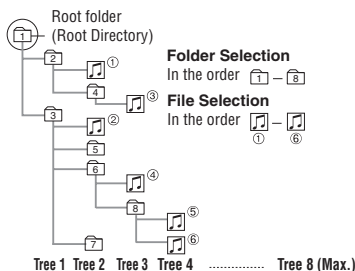 Root folder
(Root Directory)
1
2
①
4
③
3
②
5
6
④
8
⑤
⑥
7
Folder Selection
In the order 1 – 8
File Selection
In the order –
① ⑥
Tree 1 Tree 2 Tree 3 Tree 4 .............. Tree 8 (Max.)